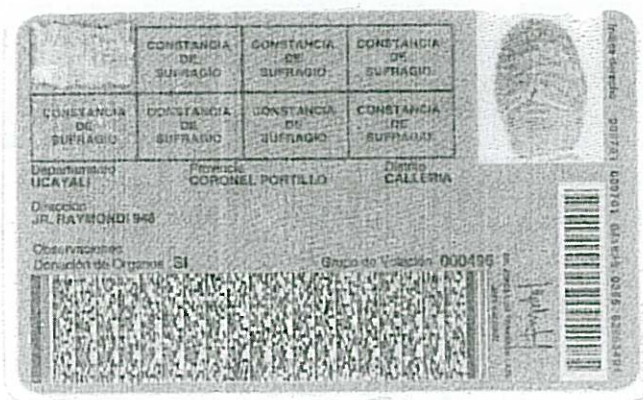 CONSTANCIA DE SUFRAGIO
CONSTANCIA DE SUFRAGIO
CONSTANCIA DE SUFRAGIO
CONSTANCIA DE SUFRAGIO
CONSTANCIA DE SUFRAGIO
CONSTANCIA DE SUFRAGIO
CONSTANCIA DE SUFRAGIO
Departamento Provincia Distrito
UCAYALI CORONEL PORTILLO CALLERIA
Dirección
JR. RAYMONDI 948
Observaciones
Donación de Organos SI Grupo de Votación 000496